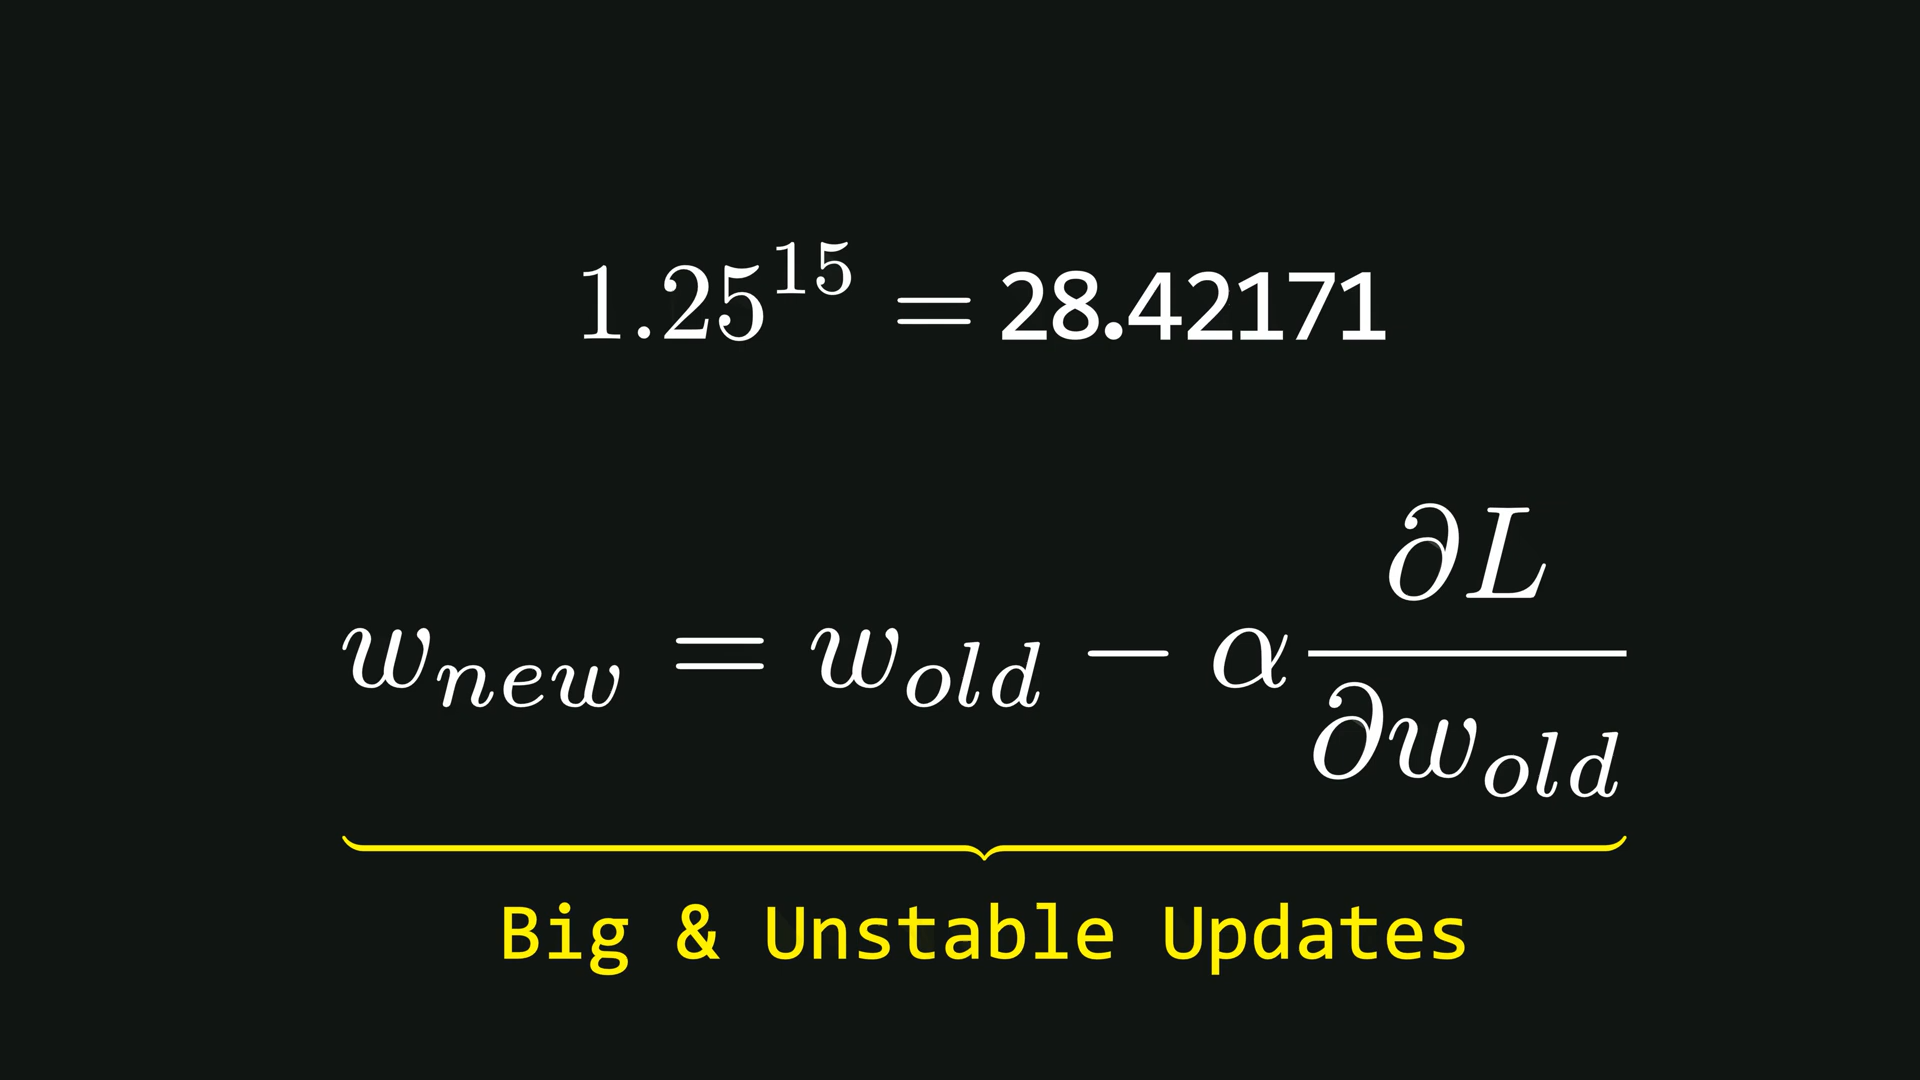 1.25^15 = 28.42171
w_new = w_old − α ∂L/∂w_old
Big & Unstable Updates